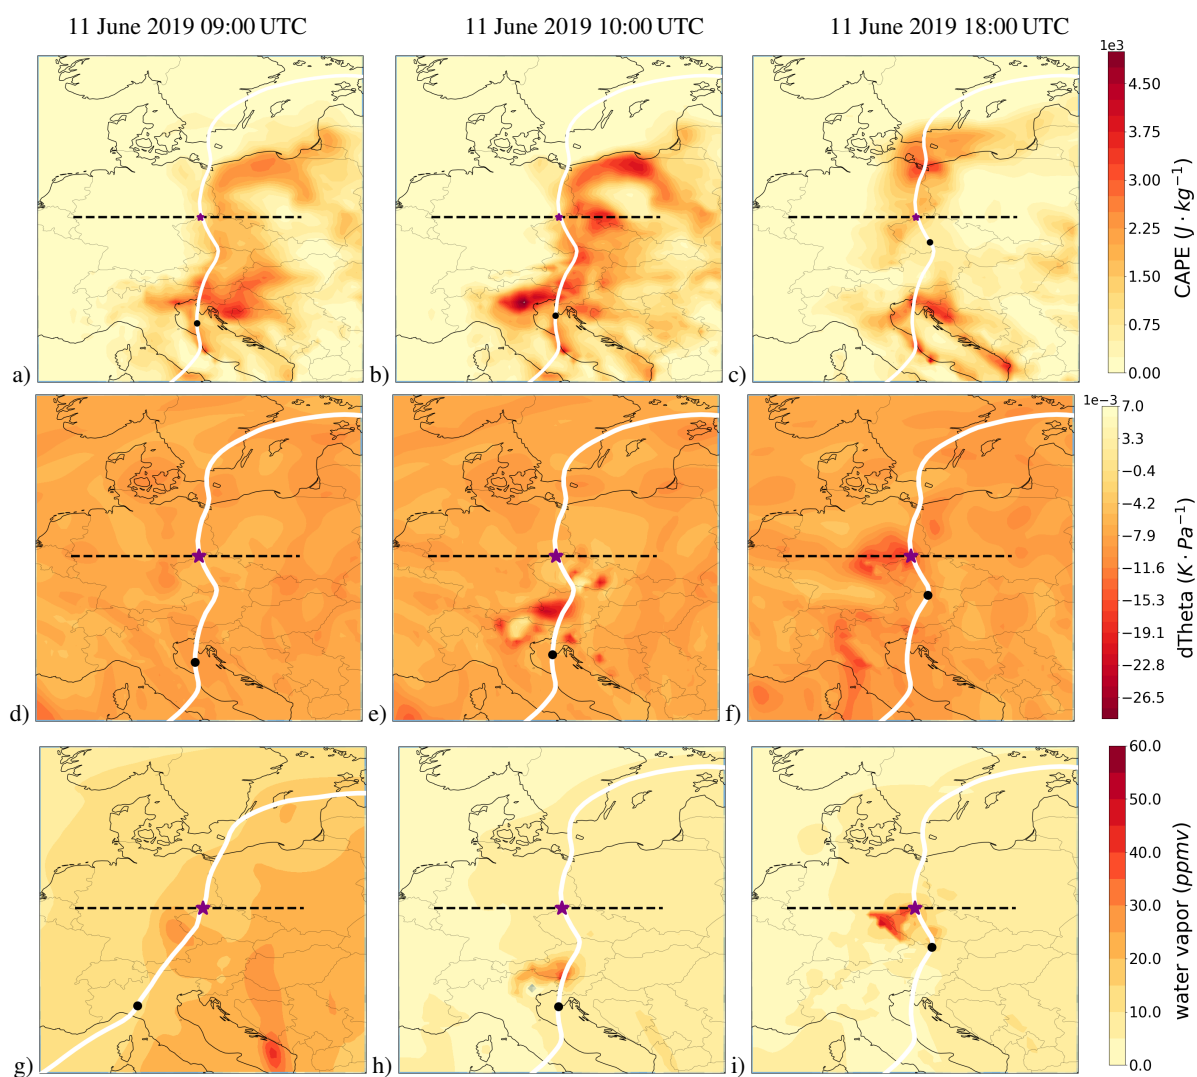 11 June 2019 09:00 UTC
11 June 2019 10:00 UTC
11 June 2019 18:00 UTC
1e3
4.50
3.75
3.00
2.25
1.50
0.75
0.00
CAPE (J · kg⁻¹)
a)
b)
c)
1e−3
7.0
3.3
−0.4
−4.2
−7.9
−11.6
−15.3
−19.1
−22.8
−26.5
dTheta (K · Pa⁻¹)
d)
e)
f)
60.0
50.0
40.0
30.0
20.0
10.0
0.0
water vapor (ppmv)
g)
h)
i)